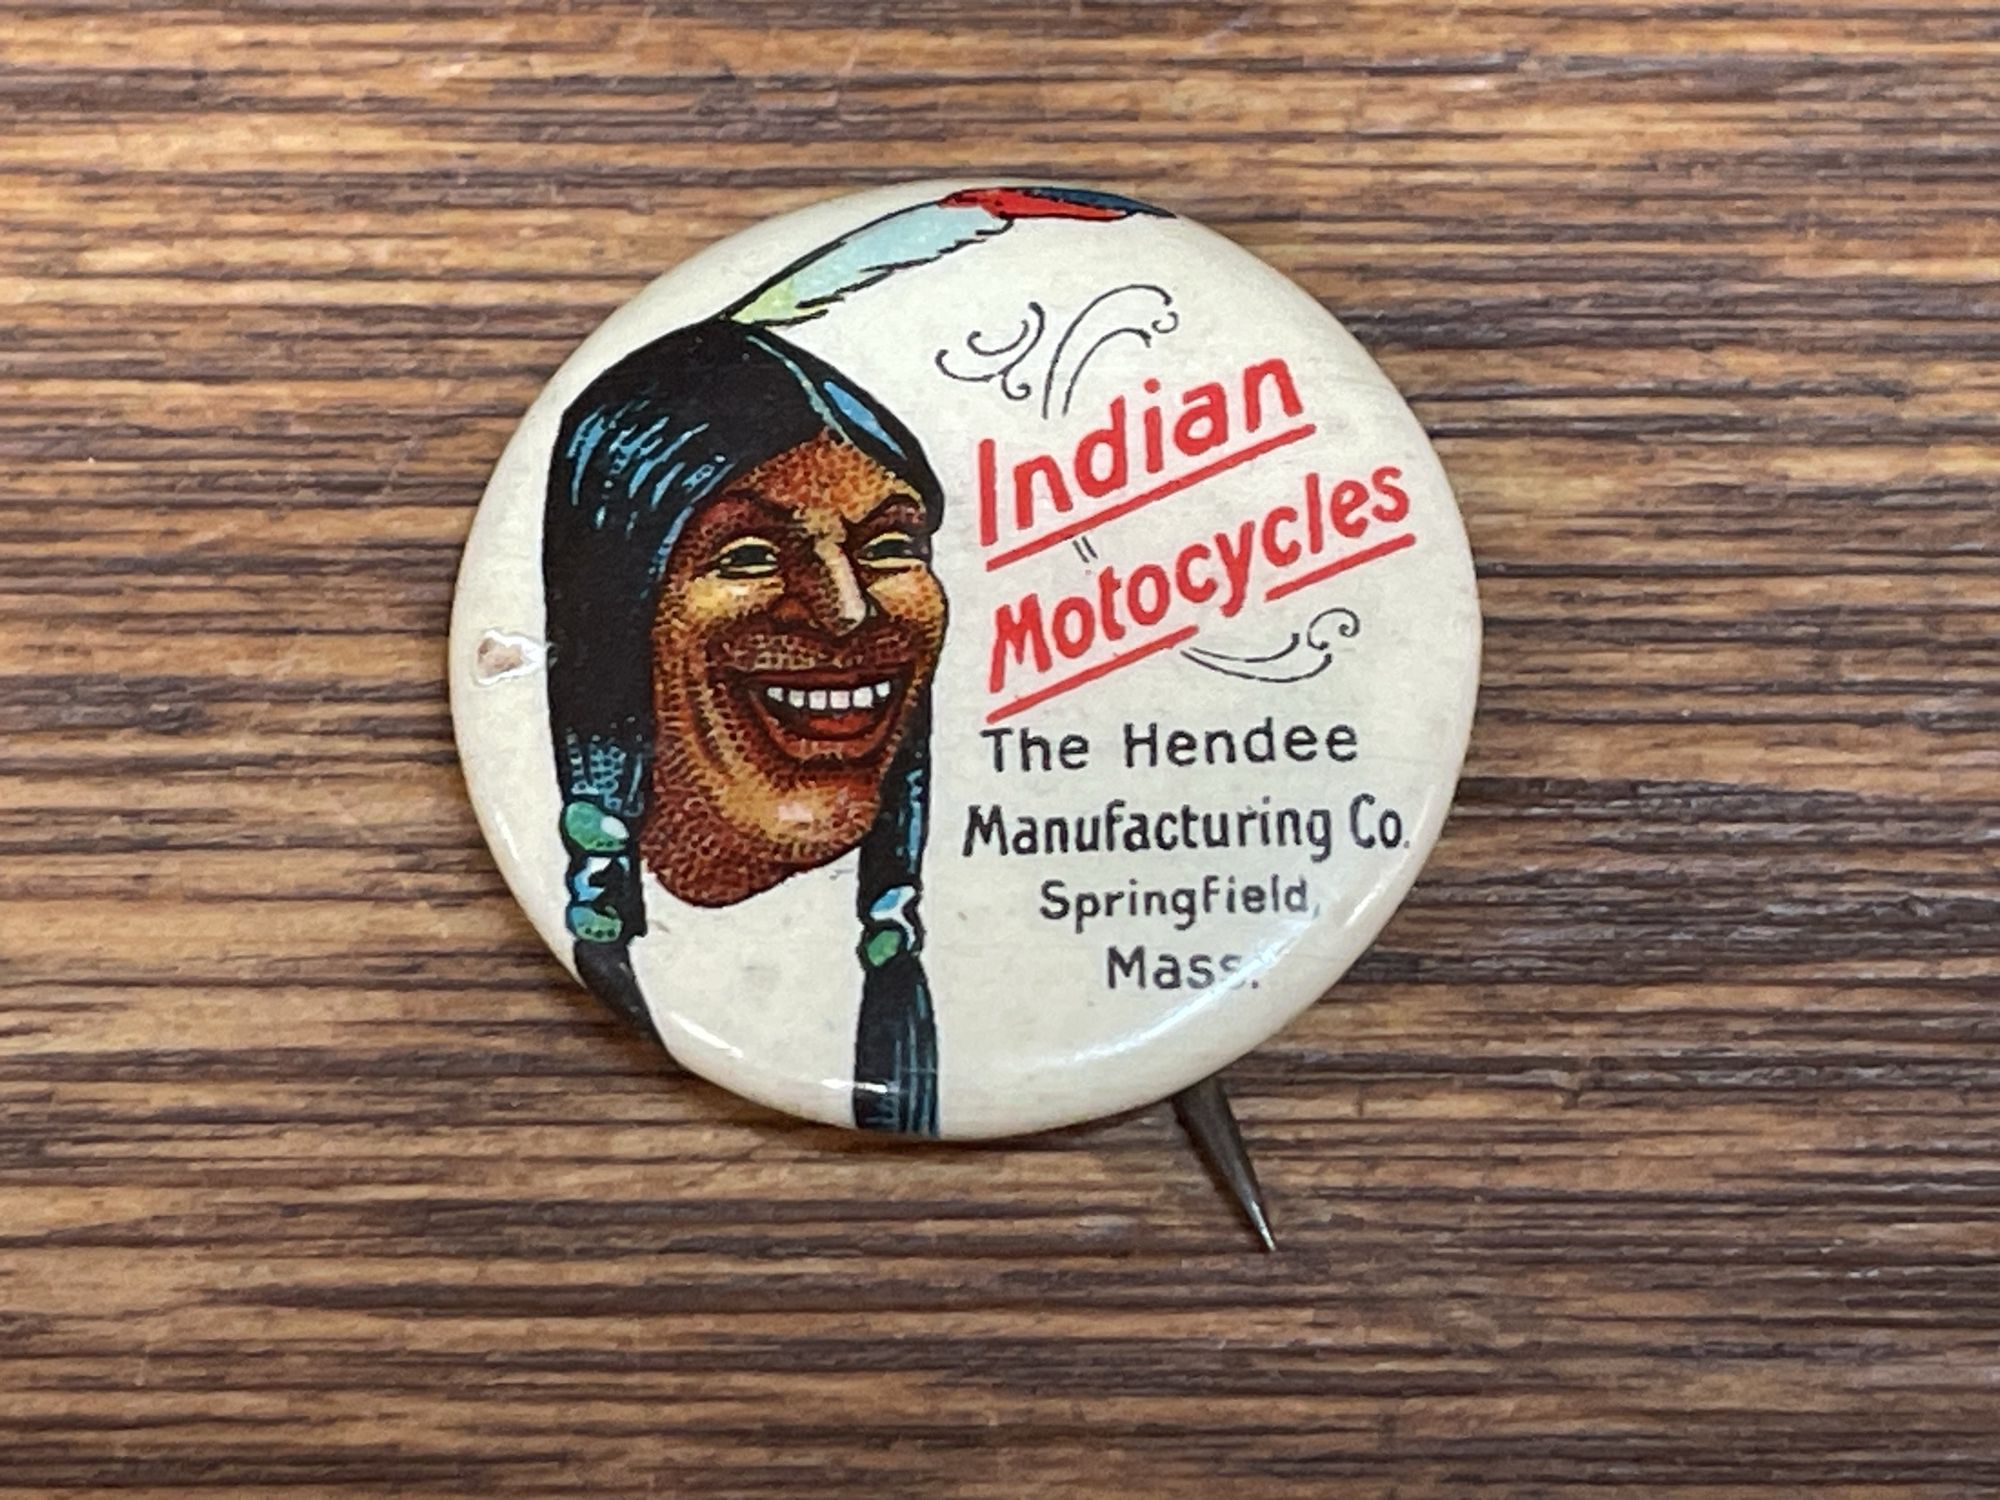 Indian
Motocycles
The Hendee
Manufacturing Co.
Springfield,
Mass.